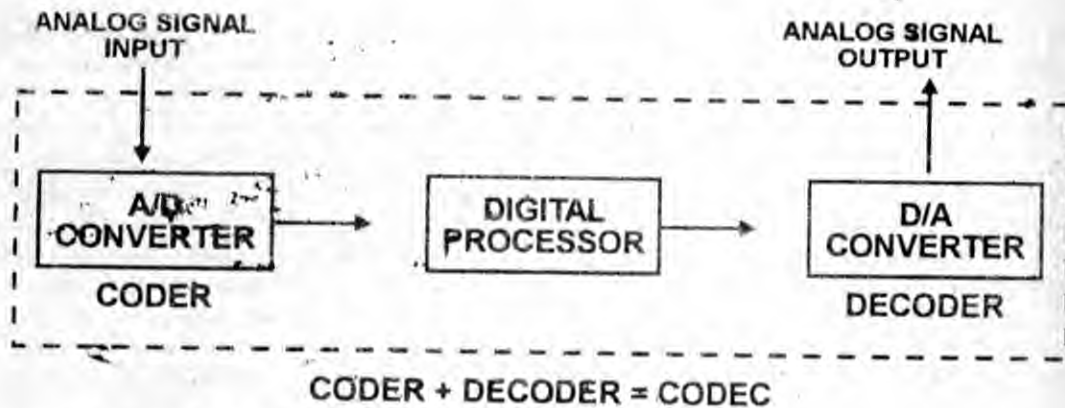 ANALOG SIGNAL
INPUT
ANALOG SIGNAL
OUTPUT
A/D
CONVERTER
CODER
DIGITAL
PROCESSOR
D/A
CONVERTER
DECODER
CODER + DECODER = CODEC